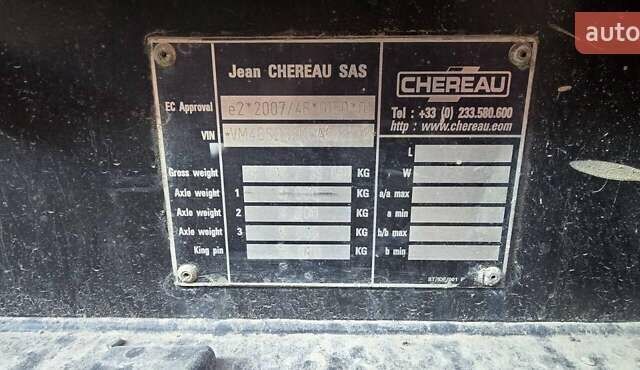 auto
Jean CHEREAU SAS
CHEREAU
EC Approval
Tel : +33 (0) 233.580.600
http : www.chereau.com
VIN
L
Gross weight KG W
Axle weight 1 KG a/a max
Axle weight 2 KG a min
Axle weight 3 KG b/b max
King pin KG b min